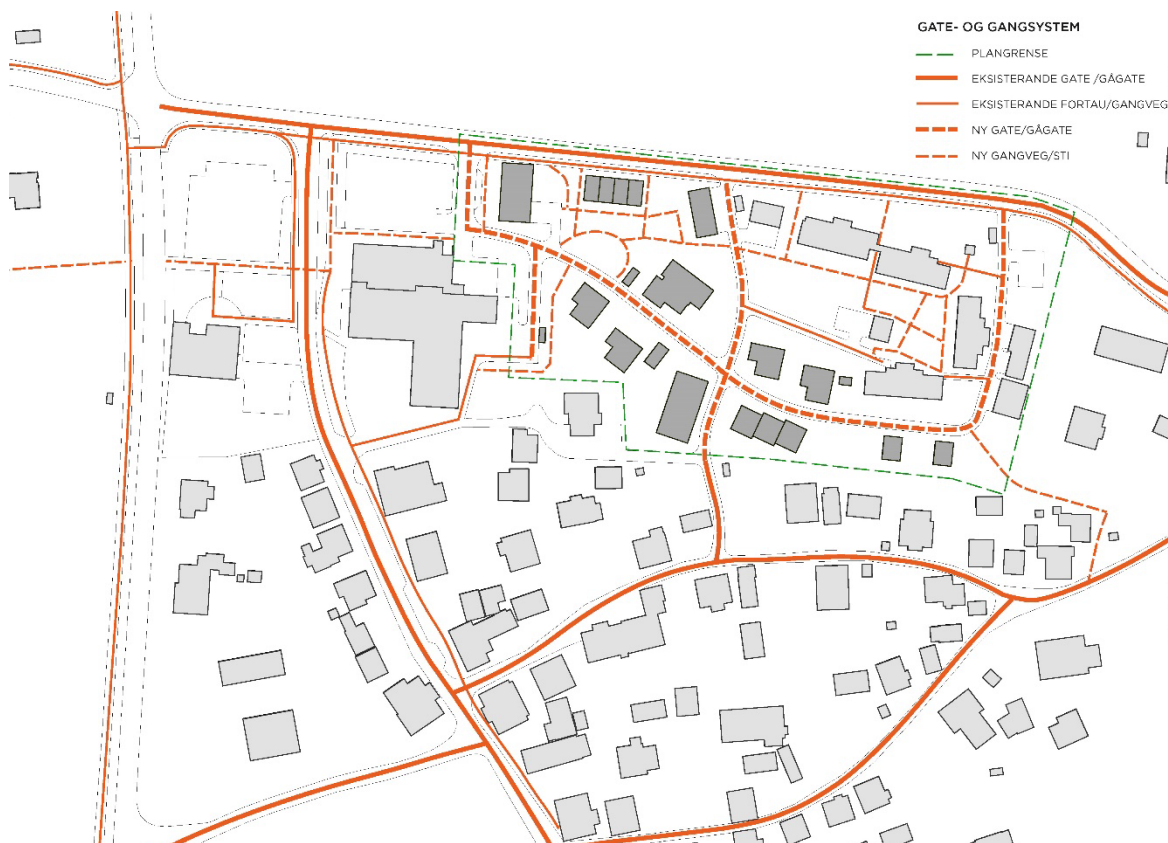 GATE- OG GANGSYSTEM
PLANGRENSE
EKSISTERANDE GATE /GÅGATE
EKSISTERANDE FORTAU/GANGVEG
NY GATE/GÅGATE
NY GANGVEG/STI